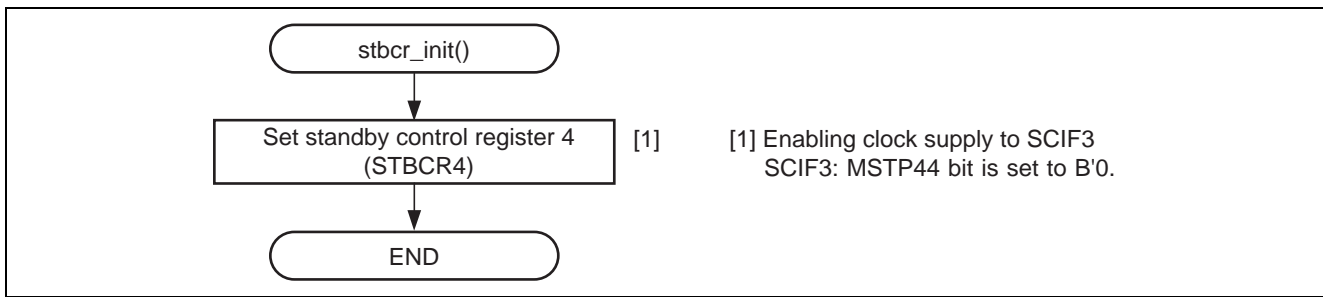 stbcr_init()
Set standby control register 4
(STBCR4)
[1]
[1] Enabling clock supply to SCIF3
SCIF3: MSTP44 bit is set to B'0.
END